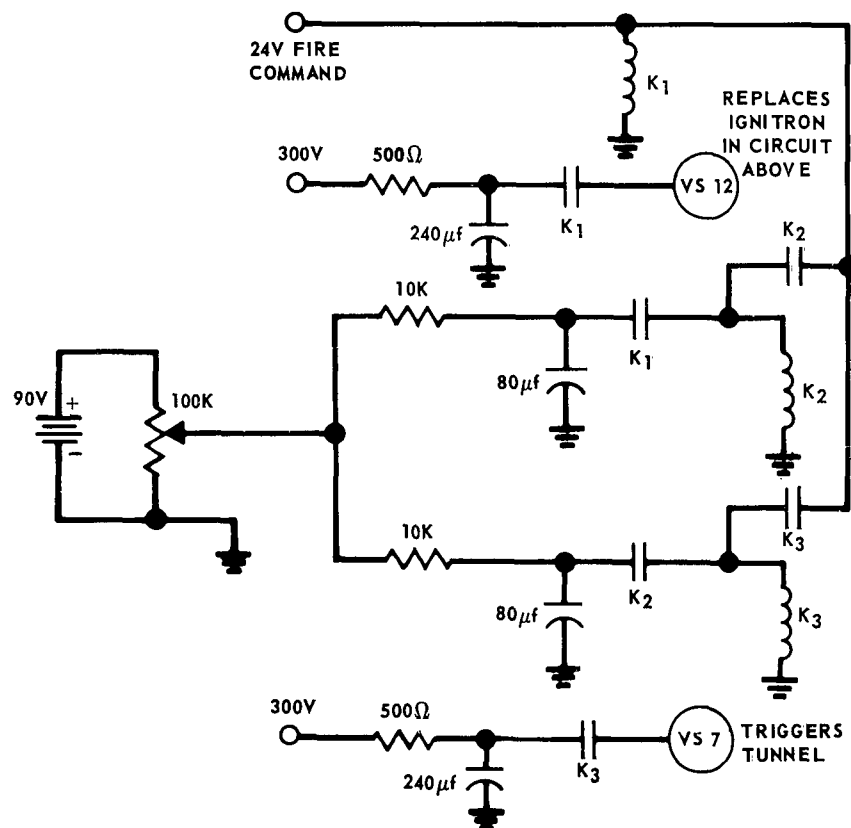 24V FIRE
COMMAND
K1
REPLACES
IGNITRON
IN CIRCUIT
ABOVE
300V
500Ω
240μf
K1
VS 12
K2
10K
80μf
K1
K2
90V
+
-
100K
10K
80μf
K2
K3
K3
300V
500Ω
240μf
K3
VS 7
TRIGGERS
TUNNEL